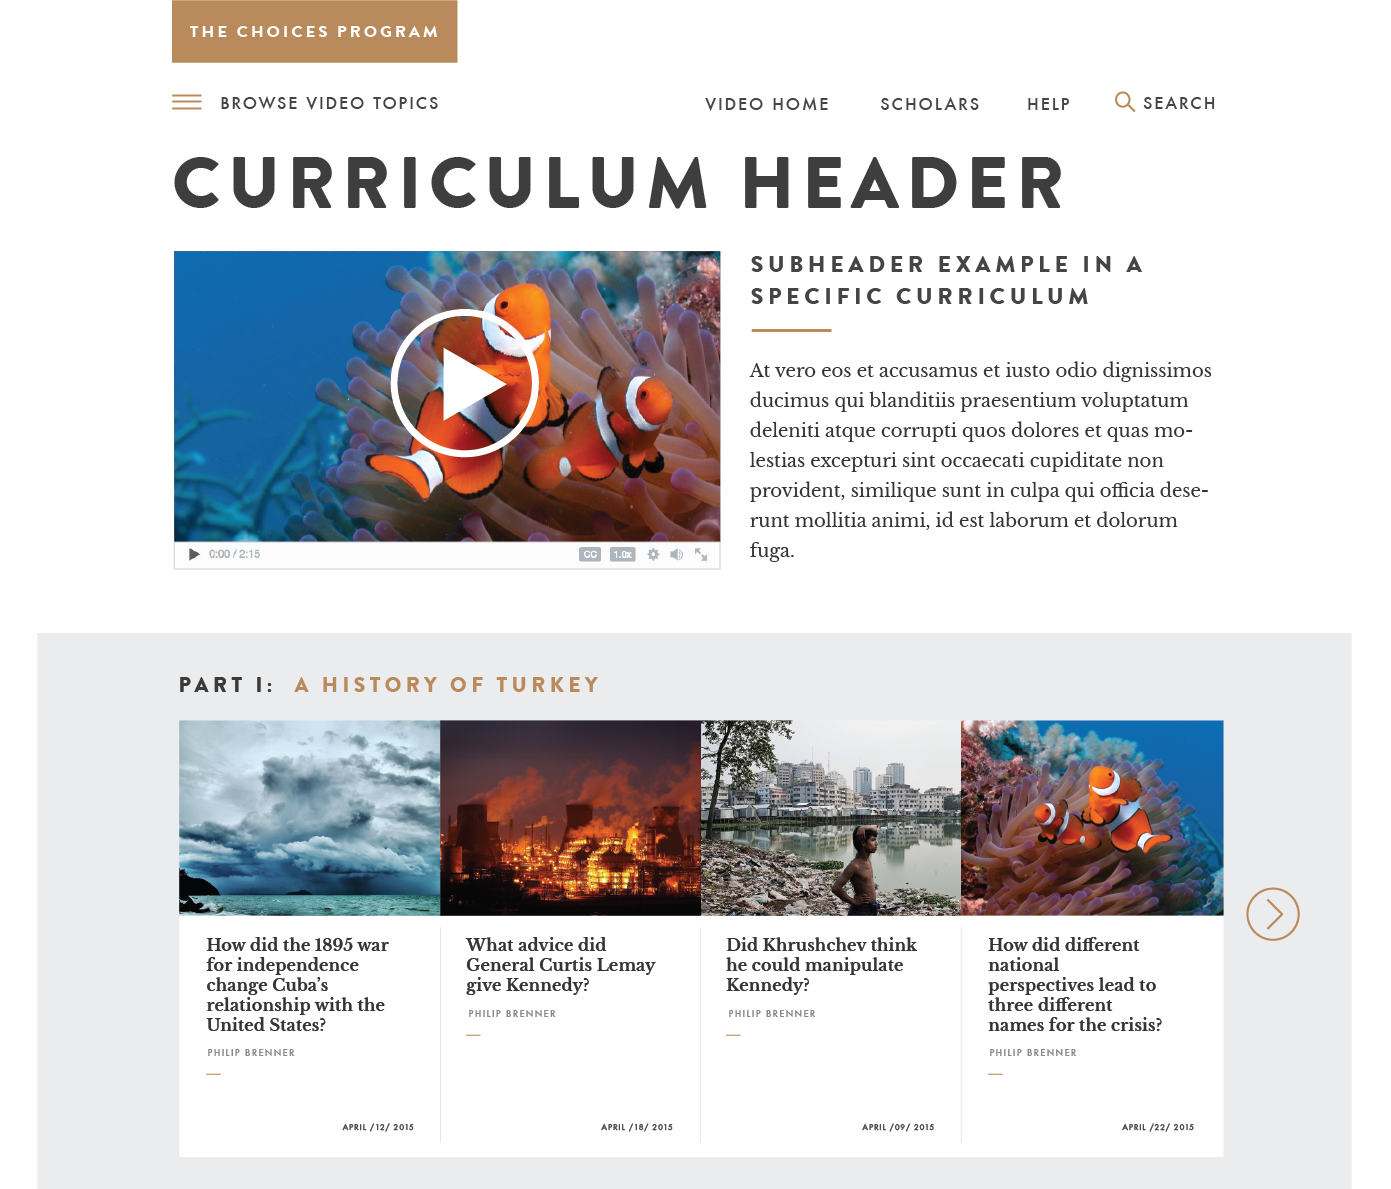 THE CHOICES PROGRAM
BROWSE VIDEO TOPICS
VIDEO HOME
SCHOLARS
HELP
SEARCH
CURRICULUM HEADER
SUBHEADER EXAMPLE IN A
SPECIFIC CURRICULUM
At vero eos et accusamus et iusto odio dignissimos
ducimus qui blanditiis praesentium voluptatum
deleniti atque corrupti quos dolores et quas mo-
lestias excepturi sint occaecati cupiditate non
provident, similique sunt in culpa qui officia dese-
runt mollitia animi, id est laborum et dolorum
fuga.
0:00 / 2:15
CC
1.0x
PART I: A HISTORY OF TURKEY
How did the 1895 war
for independence
change Cuba’s
relationship with the
United States?
PHILIP BRENNER
APRIL /12/ 2015
What advice did
General Curtis Lemay
give Kennedy?
PHILIP BRENNER
APRIL /18/ 2015
Did Khrushchev think
he could manipulate
Kennedy?
PHILIP BRENNER
APRIL /09/ 2015
How did different
national
perspectives lead to
three different
names for the crisis?
PHILIP BRENNER
APRIL /22/ 2015